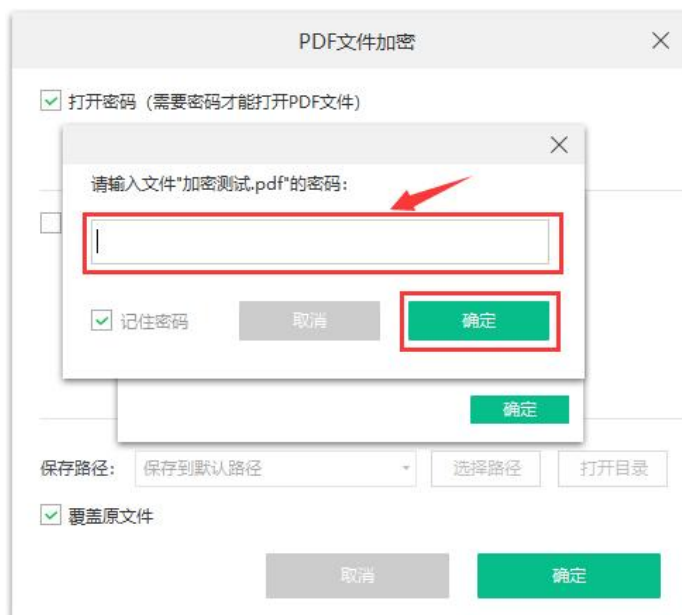 PDF文件加密
打开密码（需要密码才能打开PDF文件）
请输入文件"加密测试.pdf"的密码：
记住密码
取消
确定
确定
保存路径：
保存到默认路径
选择路径
打开目录
覆盖原文件
取消
确定